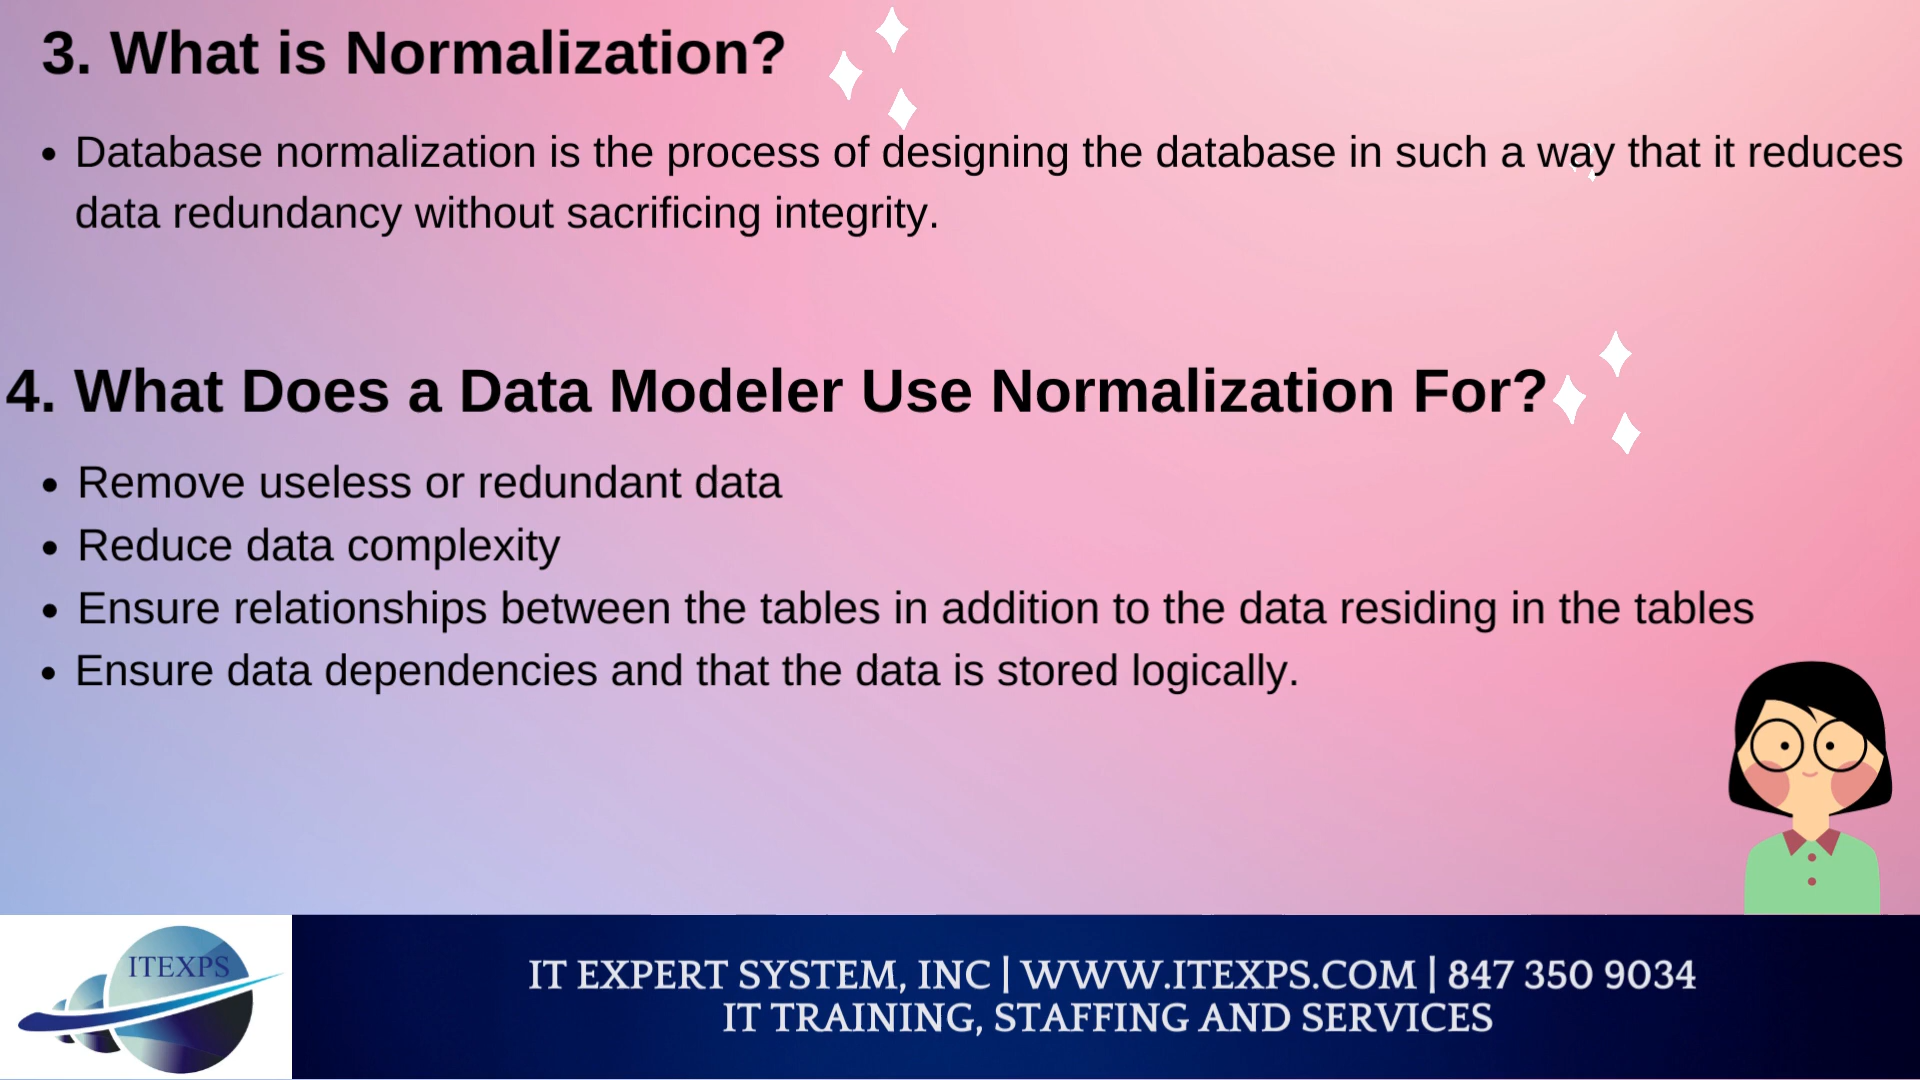 3. What is Normalization?
• Database normalization is the process of designing the database in such a way that it reduces
data redundancy without sacrificing integrity.
4. What Does a Data Modeler Use Normalization For?
• Remove useless or redundant data
• Reduce data complexity
• Ensure relationships between the tables in addition to the data residing in the tables
• Ensure data dependencies and that the data is stored logically.
ITEXPS
IT EXPERT SYSTEM, INC | WWW.ITEXPS.COM | 847 350 9034
IT TRAINING, STAFFING AND SERVICES